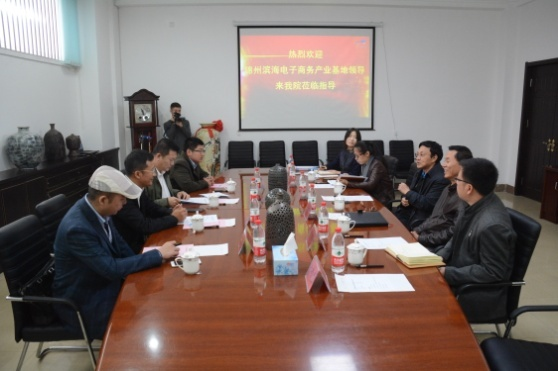 热烈欢迎
州滨海电子商务产业基地领导
来我院莅临指导